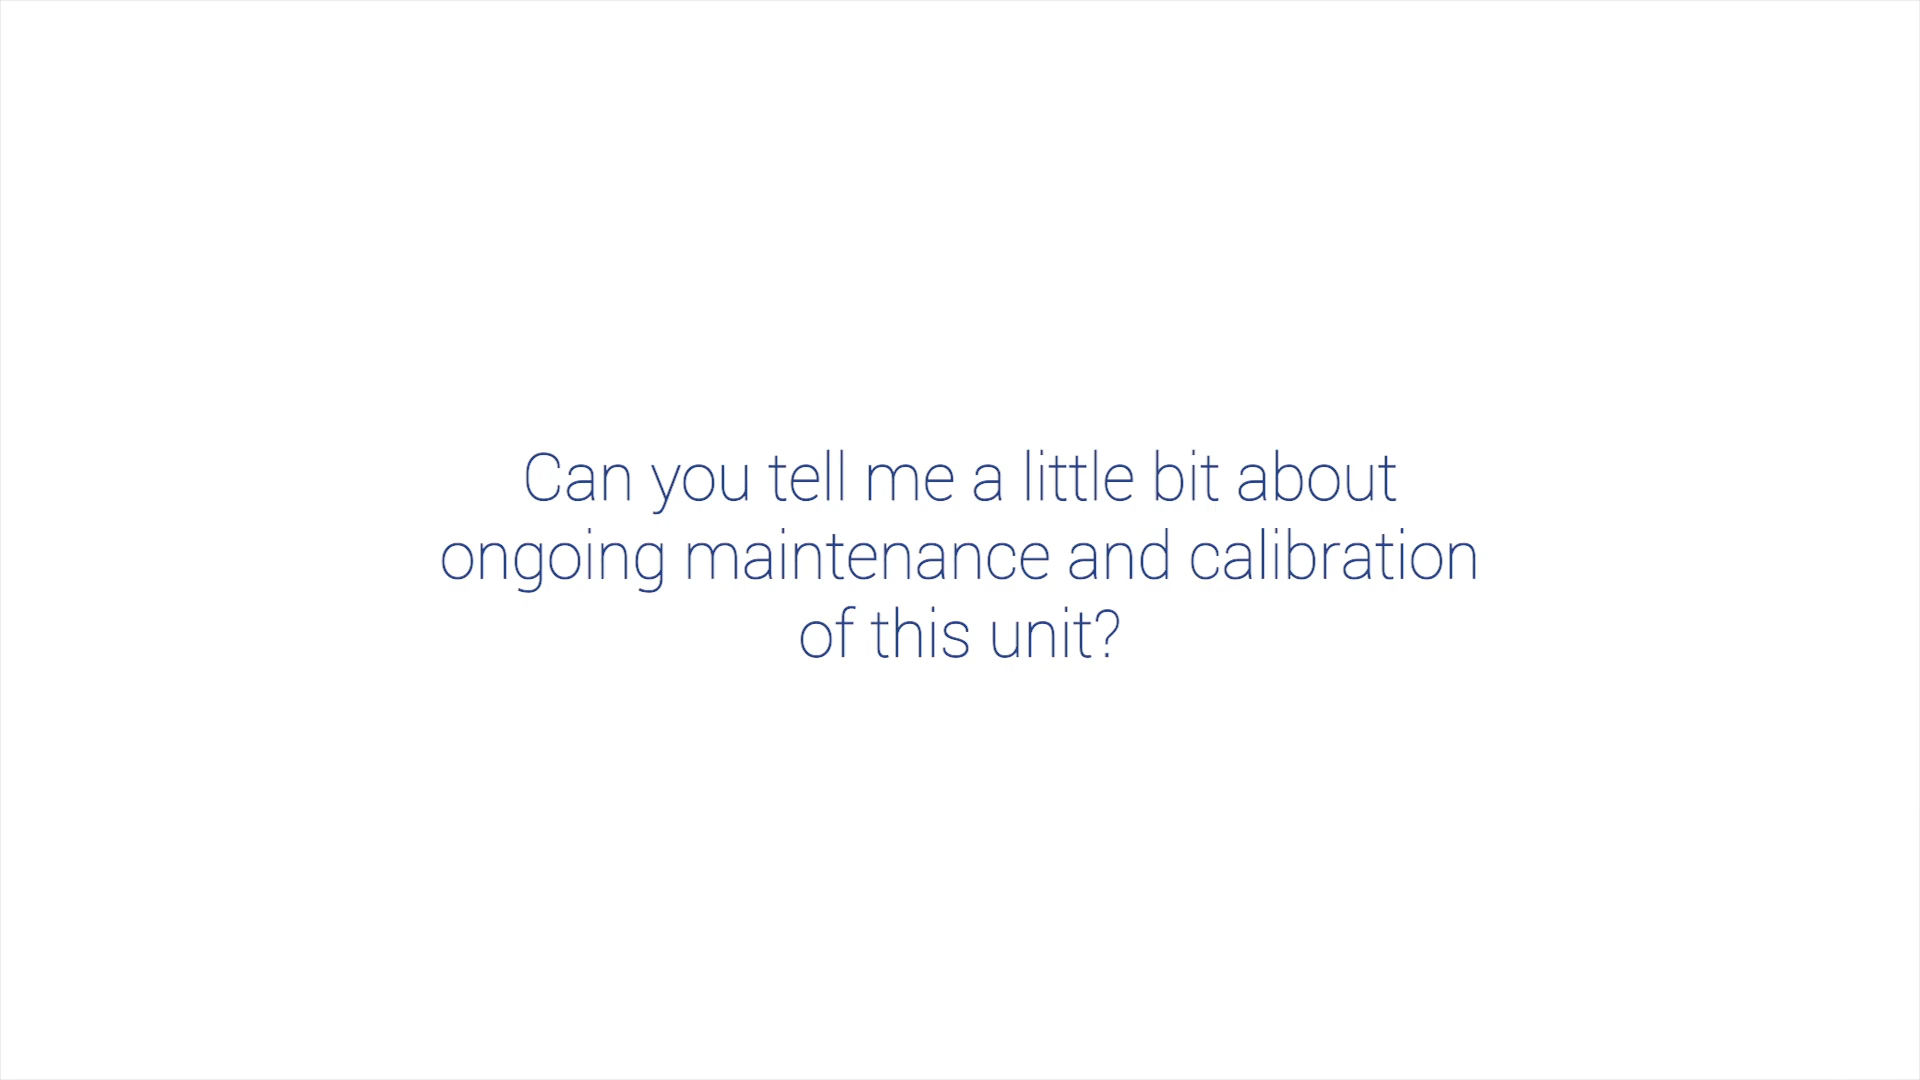 Can you tell me a little bit about
ongoing maintenance and calibration
of this unit?